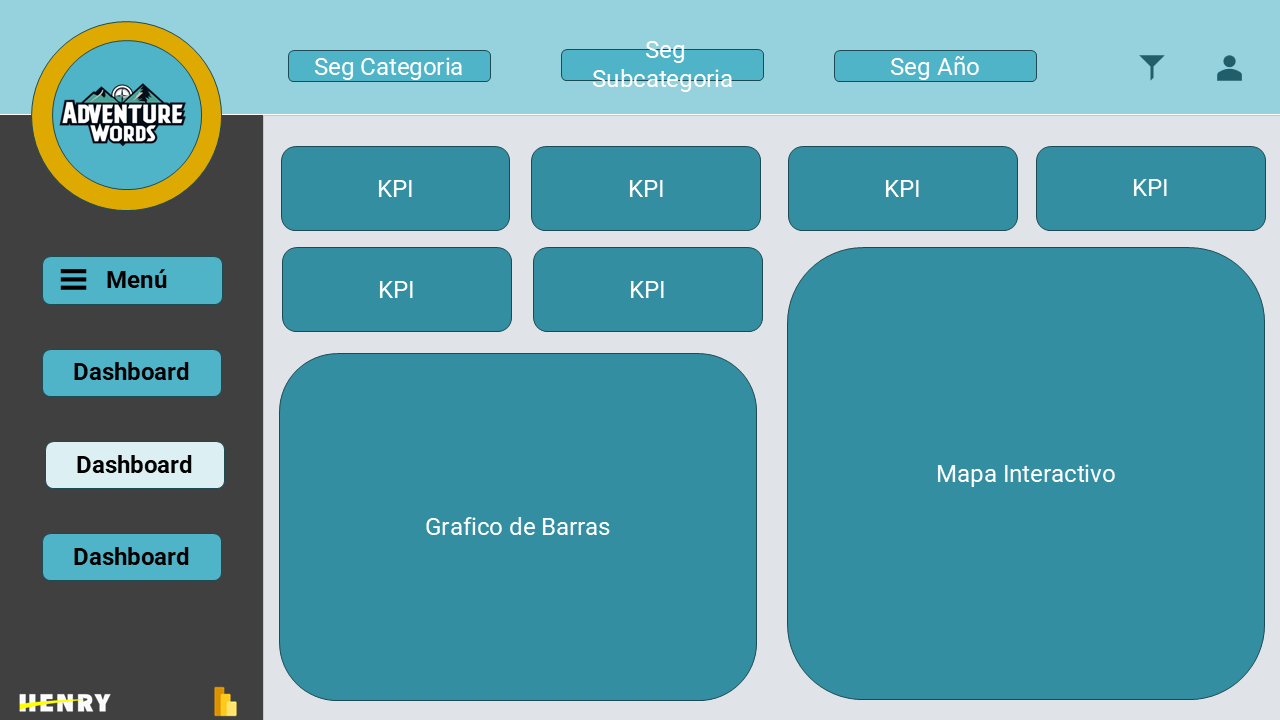 ADVENTURE
WORDS
Seg Categoria
Seg
Subcategoria
Seg Año
Menú
Dashboard
Dashboard
Dashboard
HENRY
KPI
KPI
KPI
KPI
KPI
KPI
Grafico de Barras
Mapa Interactivo